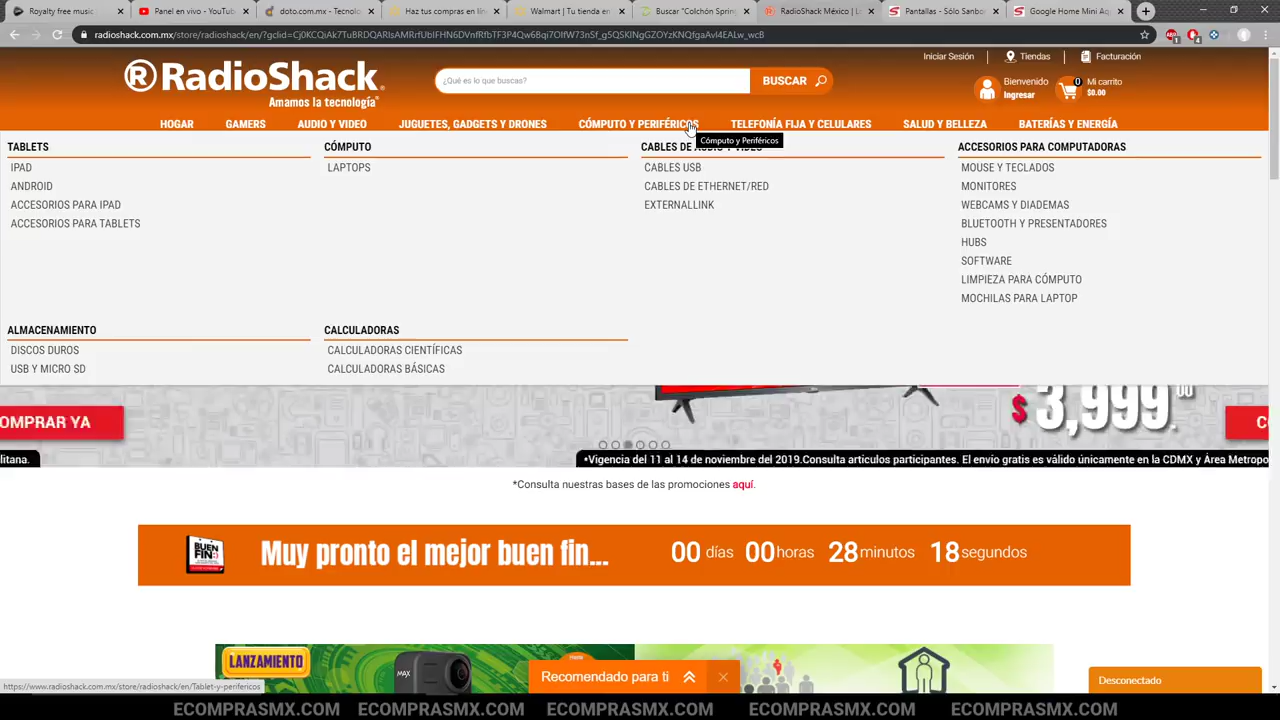 Royalty free music
Panel en vivo - YouTub
doto.com.mx - Tecnolo
Haz tus compras en lín
Walmart | Tu tienda en
Buscar "Colchón Spring
RadioShack México | L
Pantallas - Sólo Sanbor
Google Home Mini Aq
radioshack.com.mx/store/radioshack/en/?gclid=
Iniciar Sesión
Tiendas
Facturación
RadioShack
Amamos la tecnología
¿Qué es lo que buscas?
BUSCAR
Bienvenido
Ingresar
0
Mi carrito
$0.00
HOGAR
GAMERS
AUDIO Y VIDEO
JUGUETES, GADGETS Y DRONES
CÓMPUTO Y PERIFÉRICOS
TELEFONÍA FIJA Y CELULARES
SALUD Y BELLEZA
BATERÍAS Y ENERGÍA
Cómputo y Periféricos
TABLETS
IPAD
ANDROID
ACCESORIOS PARA IPAD
ACCESORIOS PARA TABLETS
CÓMPUTO
LAPTOPS
CABLES DE AUDIO Y VIDEO
CABLES USB
CABLES DE ETHERNET/RED
EXTERNALLINK
ACCESORIOS PARA COMPUTADORAS
MOUSE Y TECLADOS
MONITORES
WEBCAMS Y DIADEMAS
BLUETOOTH Y PRESENTADORES
HUBS
SOFTWARE
LIMPIEZA PARA CÓMPUTO
MOCHILAS PARA LAPTOP
ALMACENAMIENTO
DISCOS DUROS
USB Y MICRO SD
CALCULADORAS
CALCULADORAS CIENTÍFICAS
CALCULADORAS BÁSICAS
OMPRAR YA
$3,999.00
C
litana.
*Vigencia del 11 al 14 de noviembre del 2019.Consulta articulos participantes. El envio gratis es válido únicamente en la CDMX y Área Metropo
*Consulta nuestras bases de las promociones aquí.
BUEN FIN
Muy pronto el mejor buen fin...
00 días 00 horas 28 minutos 18 segundos
LANZAMIENTO
MAX
Recomendado para ti
Desconectado
https://www.radioshack.com.mx/store/radioshack/en/Tablet-y-perifericos
ECOMPRASMX.COM ECOMPRASMX.COM ECOMPRASMX.COM ECOMPRASMX.COM ECOMPRASMX.COM